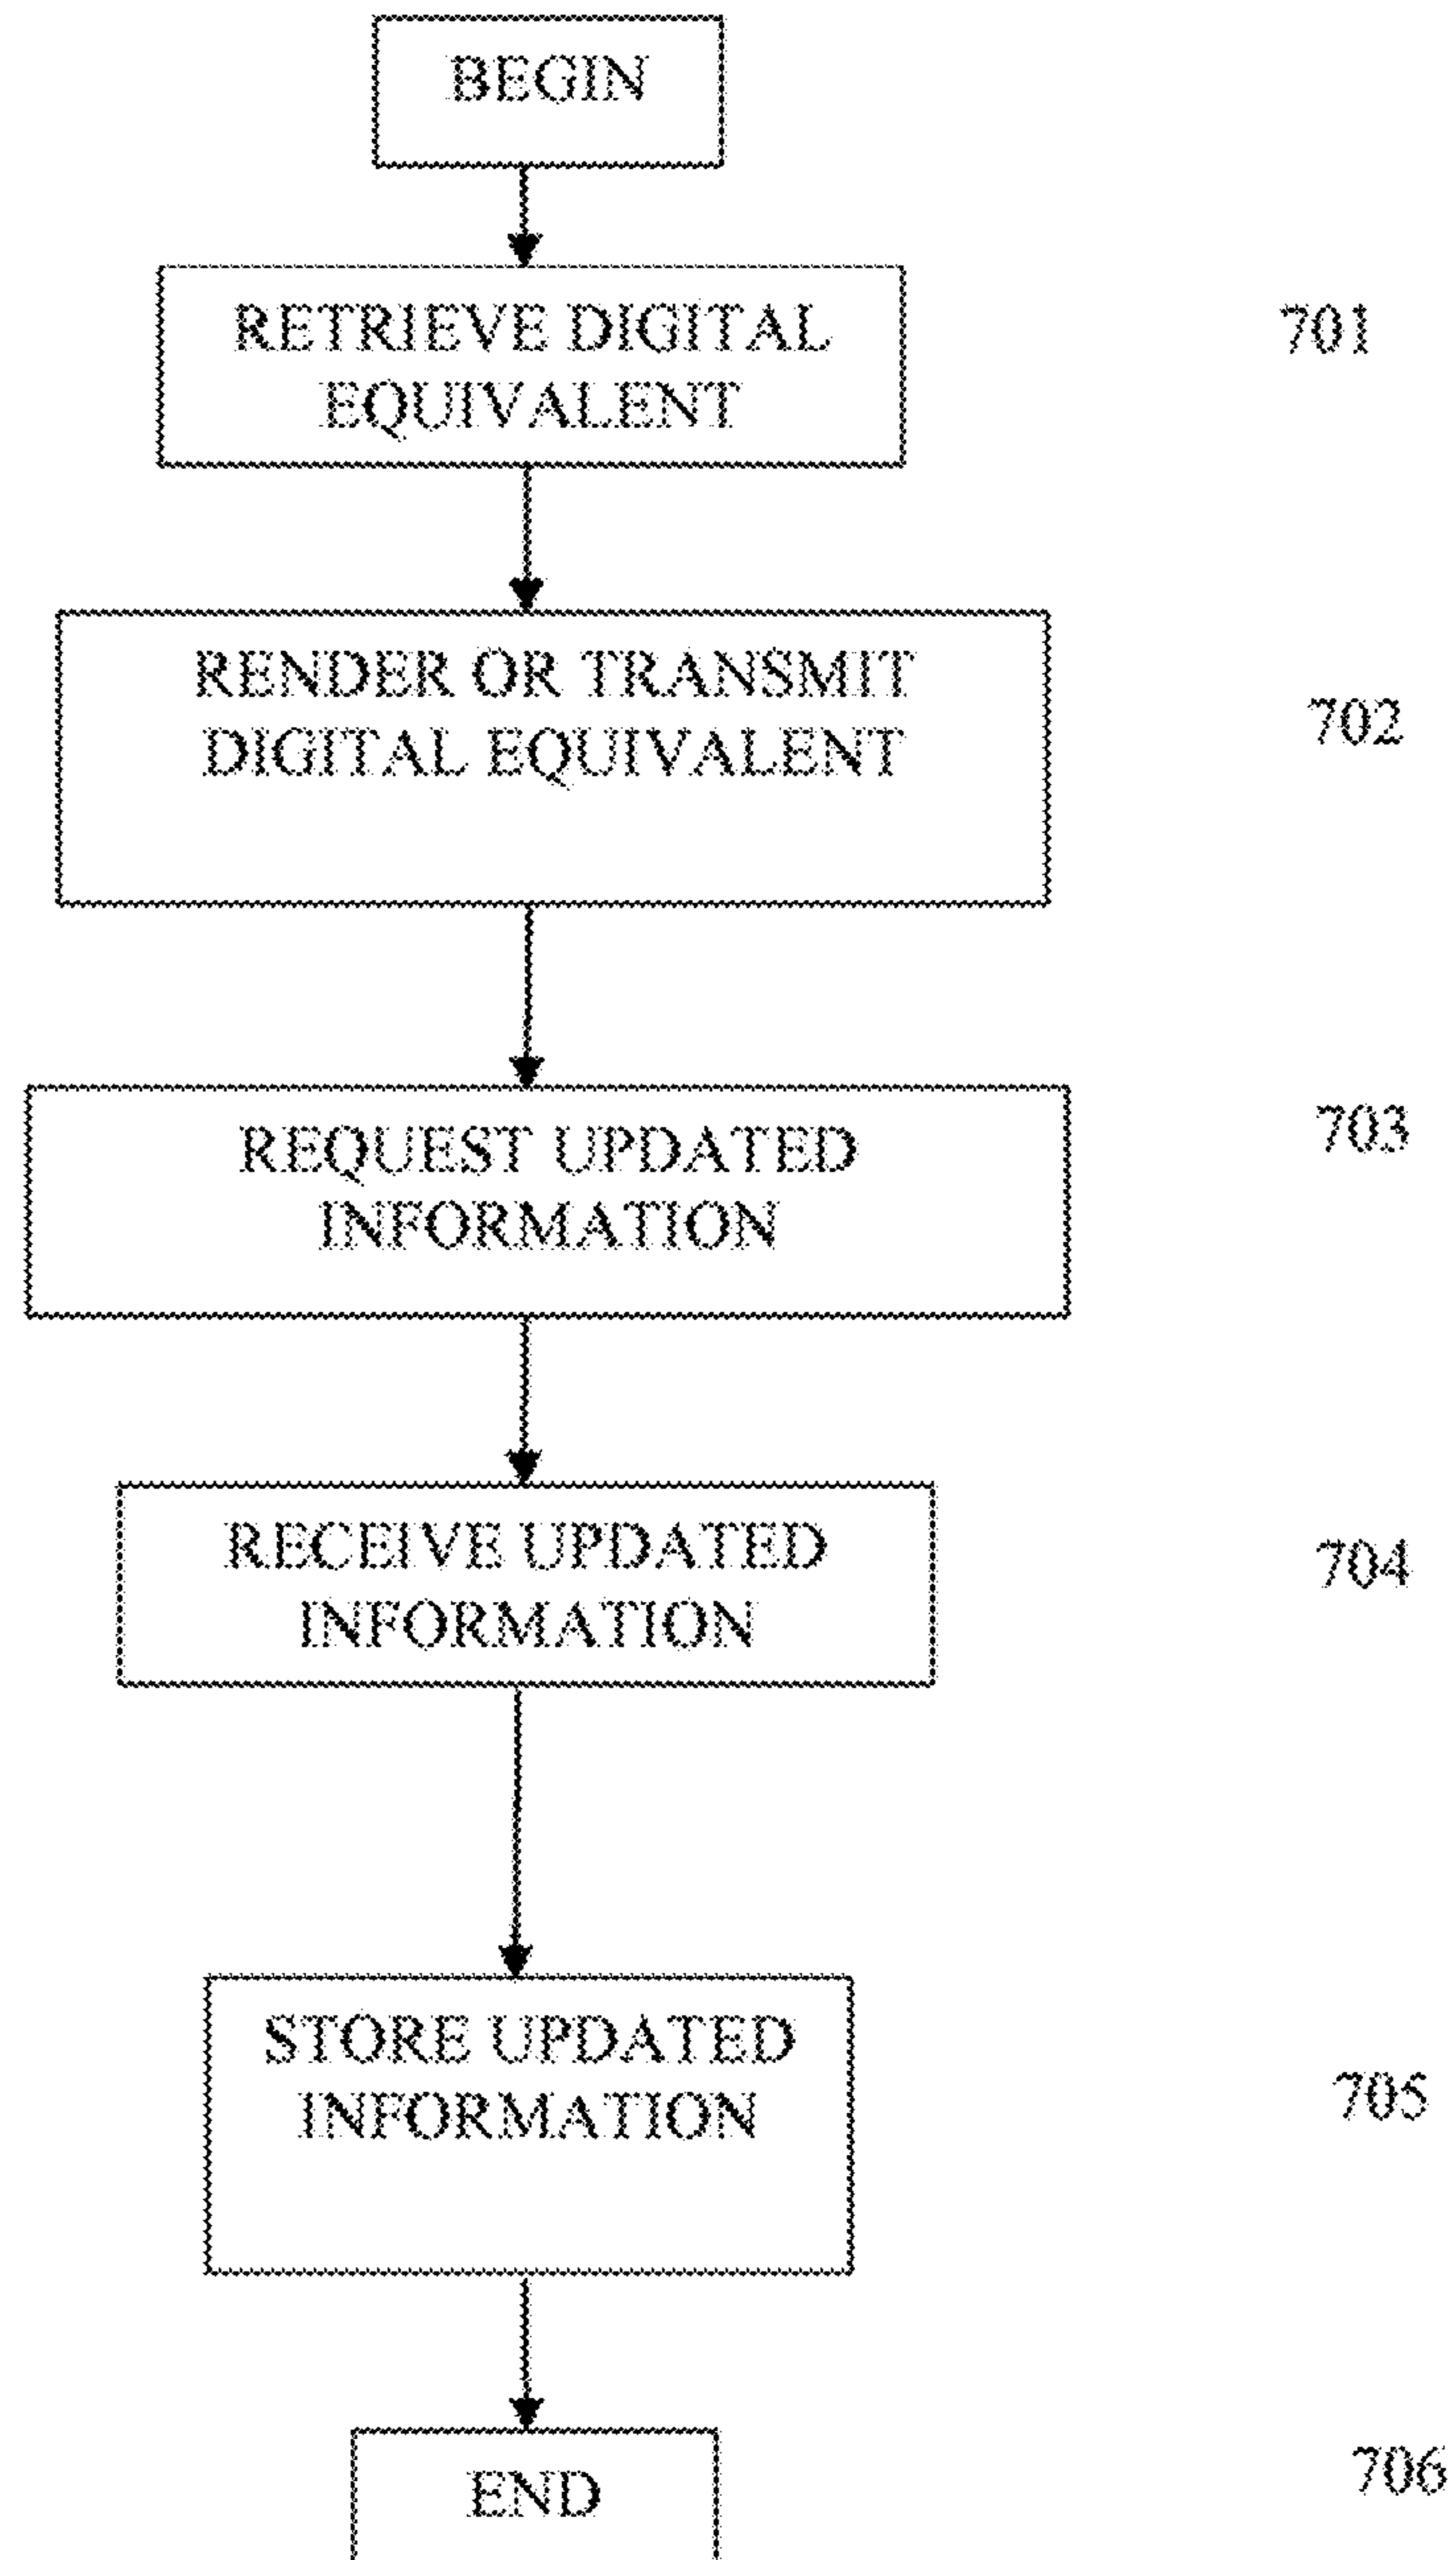 BEGIN
RETRIEVE DIGITAL
EQUIVALENT
701
RENDER OR TRANSMIT
DIGITAL EQUIVALENT
702
REQUEST UPDATED
INFORMATION
703
RECEIVE UPDATED
INFORMATION
704
STORE UPDATED
INFORMATION
705
END
706